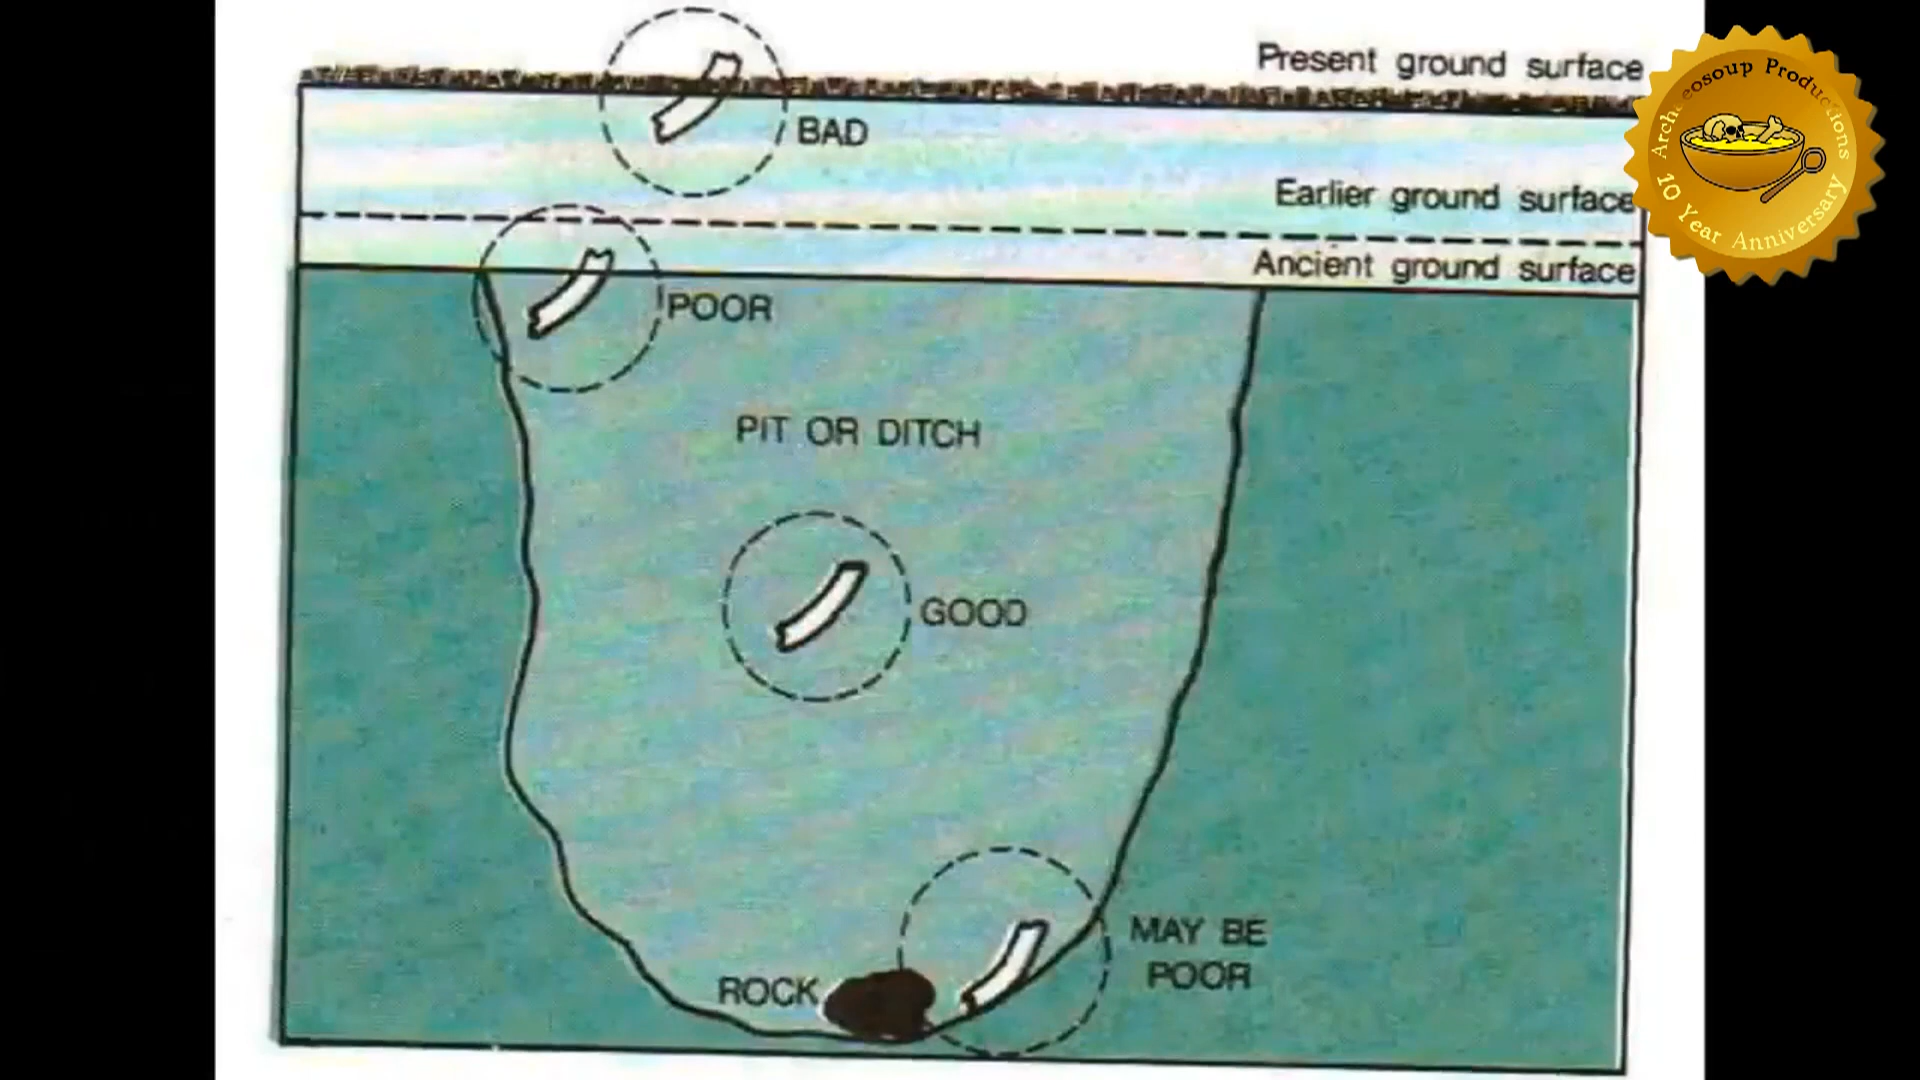 Present ground surface
BAD
Earlier ground surface
Ancient ground surface
POOR
PIT OR DITCH
GOOD
MAY BE
POOR
ROCK
Archaeosoup Productions
10 Year Anniversary